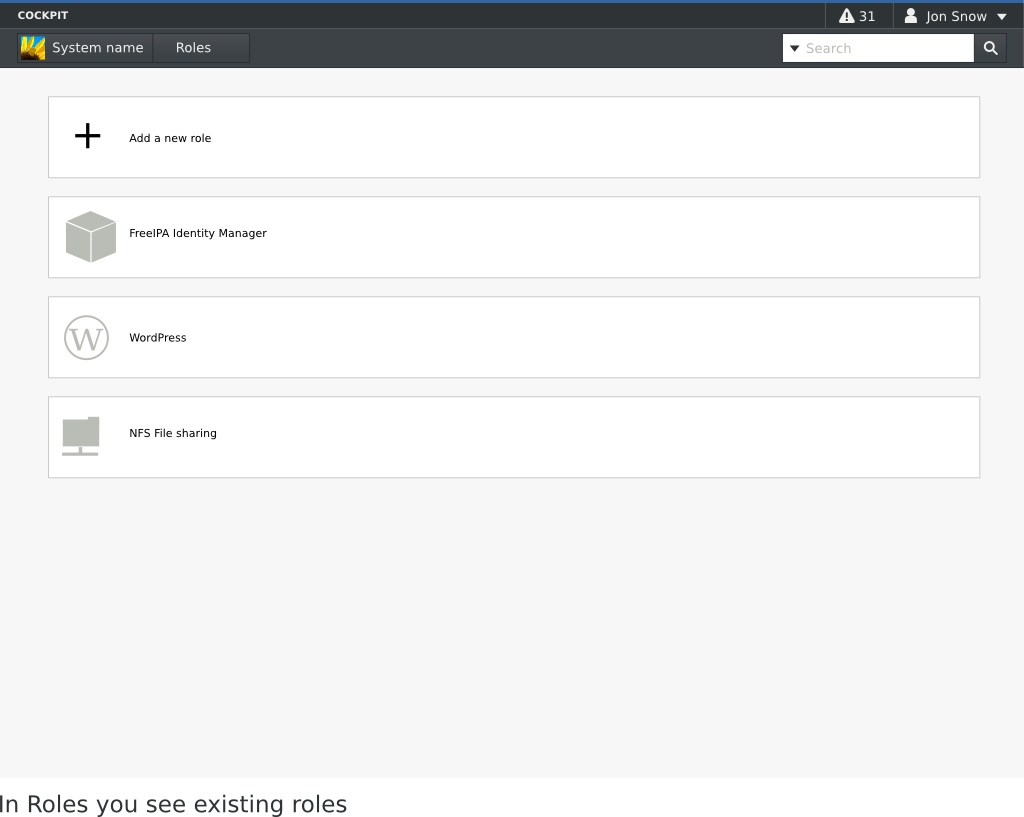 COCKPIT
31
Jon Snow
System name
Roles
Search
Add a new role
FreeIPA Identity Manager
W
WordPress
NFS File sharing
In Roles you see existing roles